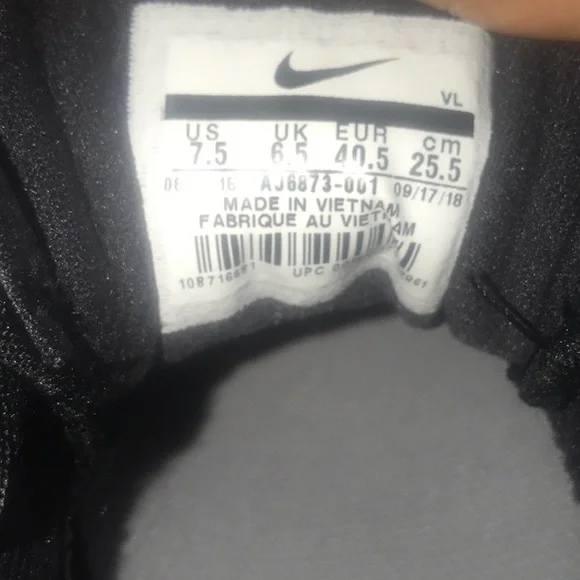 VL
US UK EUR cm
7.5 6.5 40.5 25.5
AJ6873-001 09/17/18
MADE IN VIETNAM
FABRIQUE AU VIETNAM
UPC